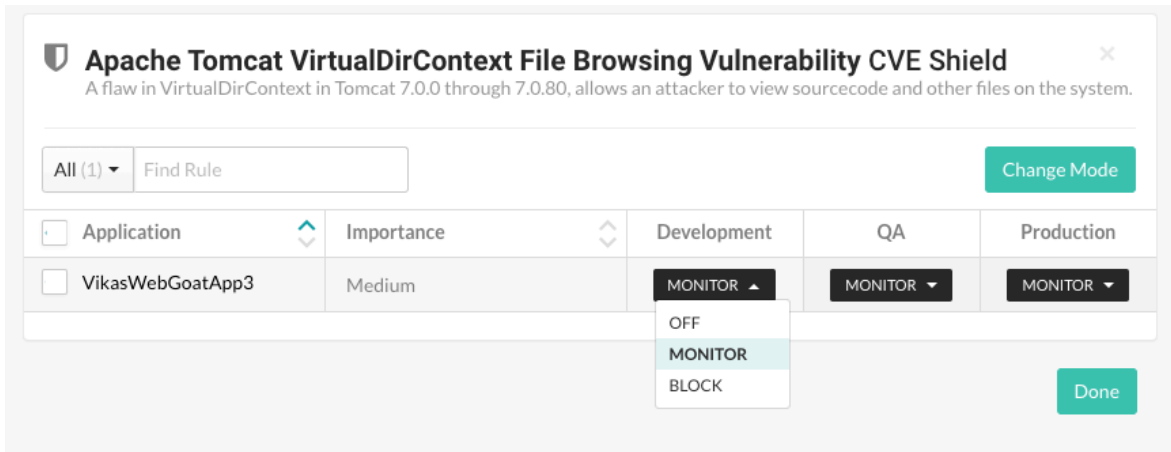 Apache Tomcat VirtualDirContext File Browsing Vulnerability CVE Shield
A flaw in VirtualDirContext in Tomcat 7.0.0 through 7.0.80, allows an attacker to view sourcecode and other files on the system.
All (1) Find Rule Change Mode
Application Importance Development QA Production
VikasWebGoatApp3 Medium MONITOR MONITOR MONITOR
OFF
MONITOR
BLOCK
Done